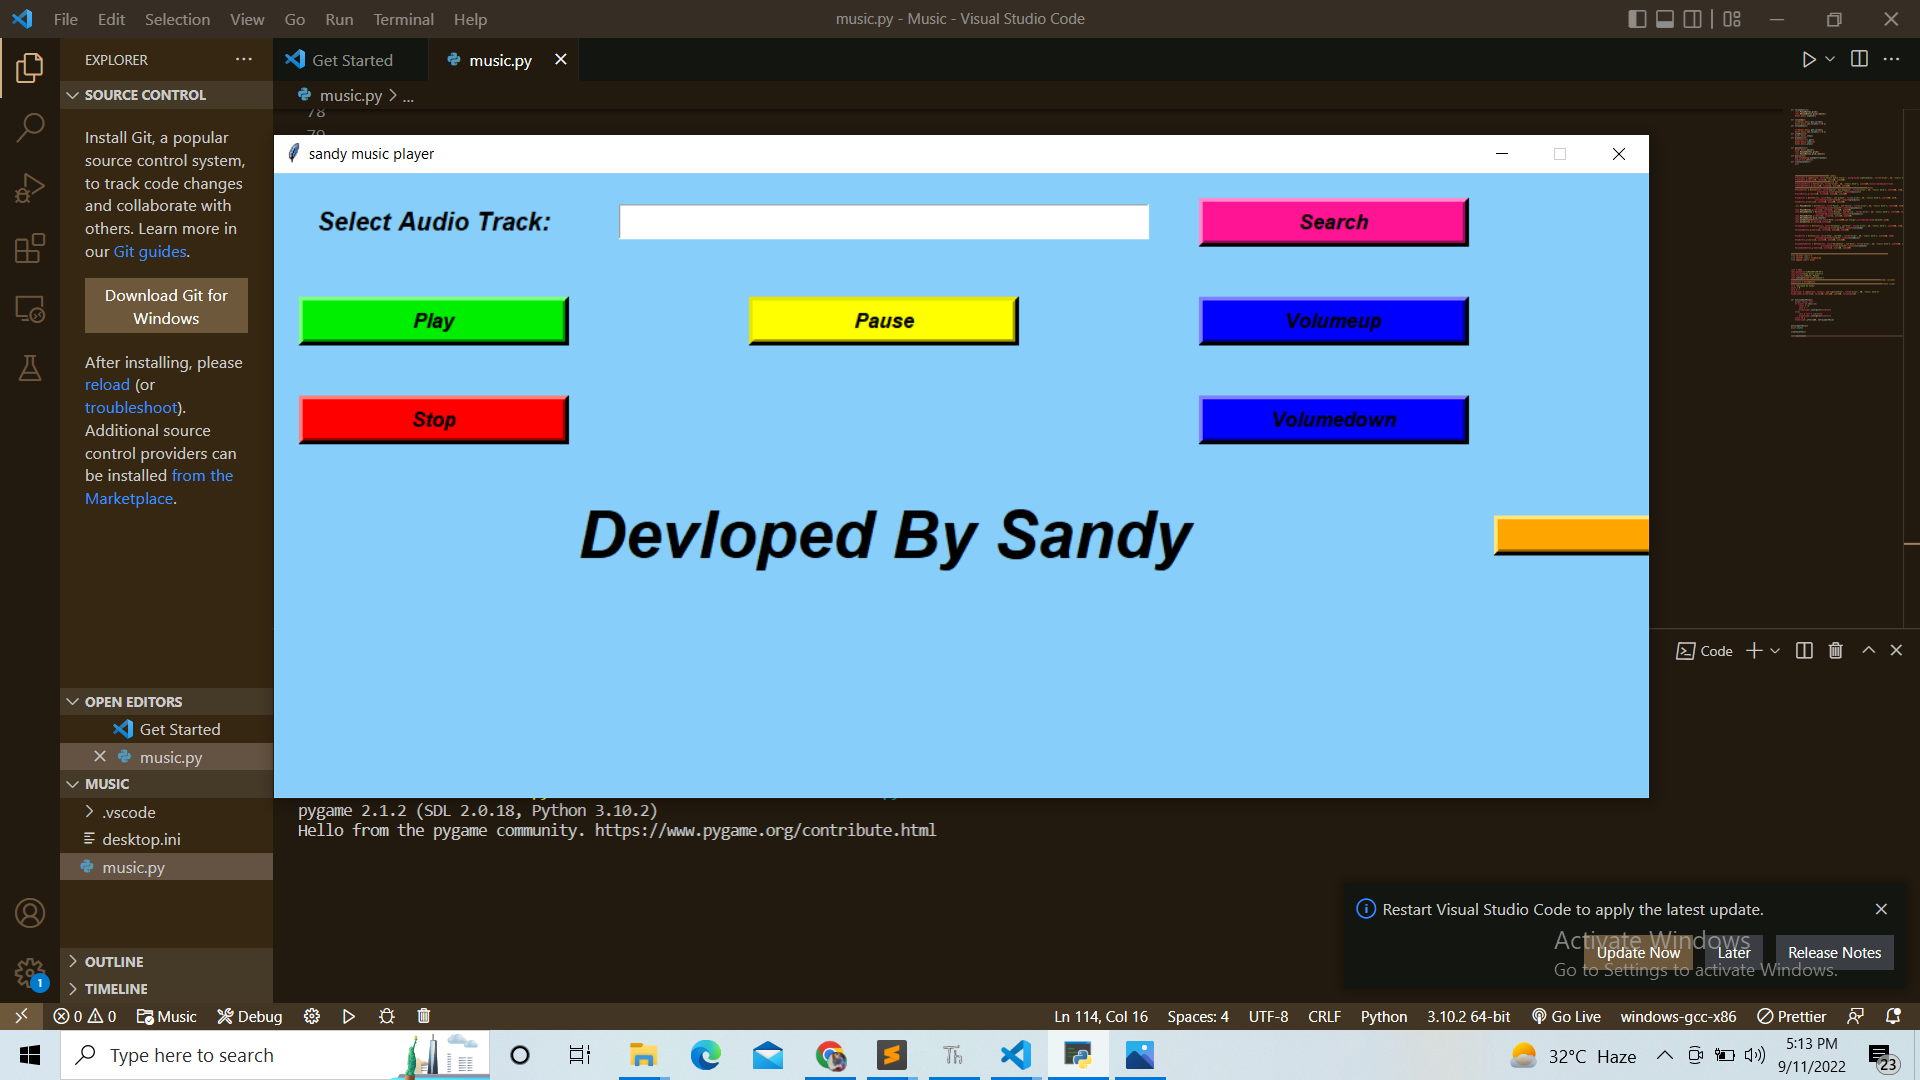 File Edit Selection View Go Run Terminal Help
music.py - Music - Visual Studio Code
EXPLORER
Get Started
music.py
SOURCE CONTROL
music.py > ...
78
Install Git, a popular
source control system,
to track code changes
and collaborate with
others. Learn more in
our Git guides.
Download Git for
Windows
After installing, please
reload (or
troubleshoot).
Additional source
control providers can
be installed from the
Marketplace.
sandy music player
Select Audio Track:
Search
Play
Pause
Volumeup
Stop
Volumedown
Devloped By Sandy
Code
OPEN EDITORS
Get Started
music.py
MUSIC
.vscode
desktop.ini
music.py
OUTLINE
TIMELINE
pygame 2.1.2 (SDL 2.0.18, Python 3.10.2)
Hello from the pygame community. https://www.pygame.org/contribute.html
Restart Visual Studio Code to apply the latest update.
Update Now
Later
Release Notes
Activate Windows
Go to Settings to activate Windows.
1
0 0 Music Debug
Ln 114, Col 16 Spaces: 4 UTF-8 CRLF Python 3.10.2 64-bit Go Live windows-gcc-x86 Prettier
Type here to search
Th
32°C Haze
5:13 PM
9/11/2022
23